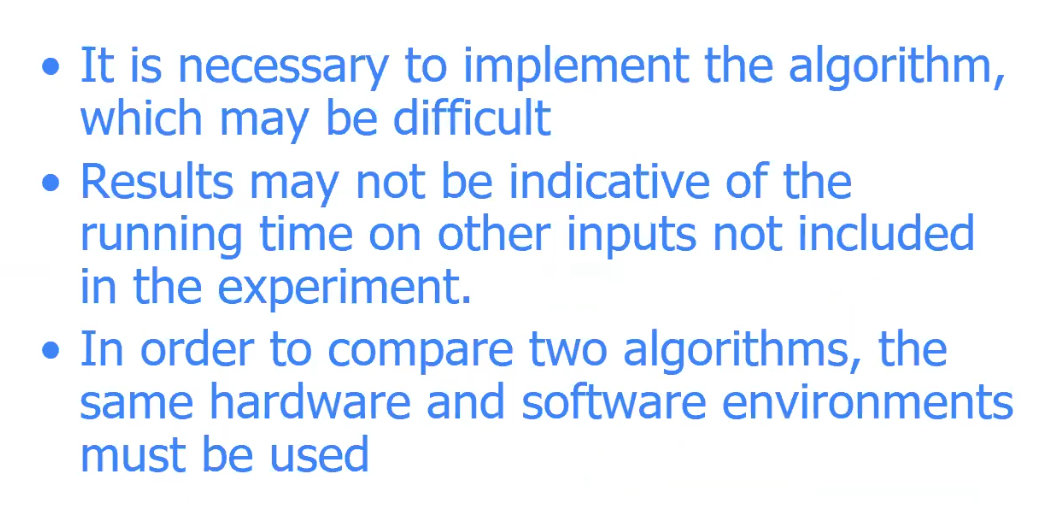 • It is necessary to implement the algorithm,
which may be difficult
• Results may not be indicative of the
running time on other inputs not included
in the experiment.
• In order to compare two algorithms, the
same hardware and software environments
must be used